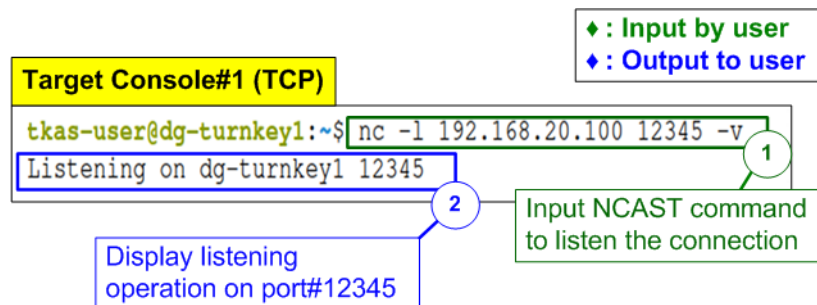 ♦ : Input by user
♦ : Output to user
Target Console#1 (TCP)
tkas-user@dg-turnkey1:~$ nc -l 192.168.20.100 12345 -v
Listening on dg-turnkey1 12345
1
2
Input NCAST command
to listen the connection
Display listening
operation on port#12345